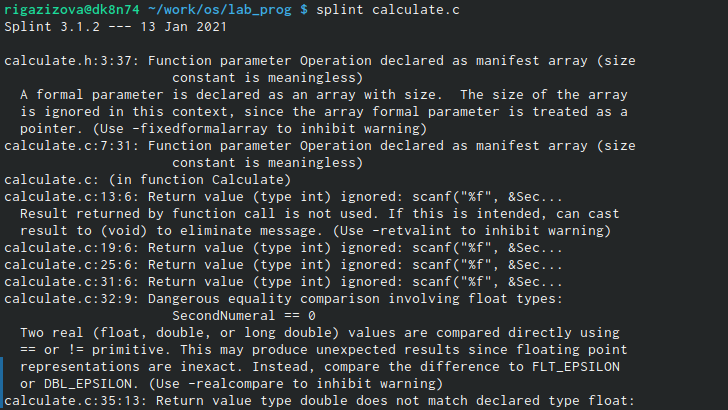 rigazizova@dk8n74 ~/work/os/lab_prog $ splint calculate.c
Splint 3.1.2 --- 13 Jan 2021

calculate.h:3:37: Function parameter Operation declared as manifest array (size
                     constant is meaningless)
  A formal parameter is declared as an array with size.  The size of the array
  is ignored in this context, since the array formal parameter is treated as a
  pointer. (Use -fixedformalarray to inhibit warning)
calculate.c:7:31: Function parameter Operation declared as manifest array (size
                     constant is meaningless)
calculate.c: (in function Calculate)
calculate.c:13:6: Return value (type int) ignored: scanf("%f", &Sec...
  Result returned by function call is not used. If this is intended, can cast
  result to (void) to eliminate message. (Use -retvalint to inhibit warning)
calculate.c:19:6: Return value (type int) ignored: scanf("%f", &Sec...
calculate.c:25:6: Return value (type int) ignored: scanf("%f", &Sec...
calculate.c:31:6: Return value (type int) ignored: scanf("%f", &Sec...
calculate.c:32:9: Dangerous equality comparison involving float types:
                     SecondNumeral == 0
  Two real (float, double, or long double) values are compared directly using
  == or != primitive. This may produce unexpected results since floating point
  representations are inexact. Instead, compare the difference to FLT_EPSILON
  or DBL_EPSILON. (Use -realcompare to inhibit warning)
calculate.c:35:13: Return value type double does not match declared type float: